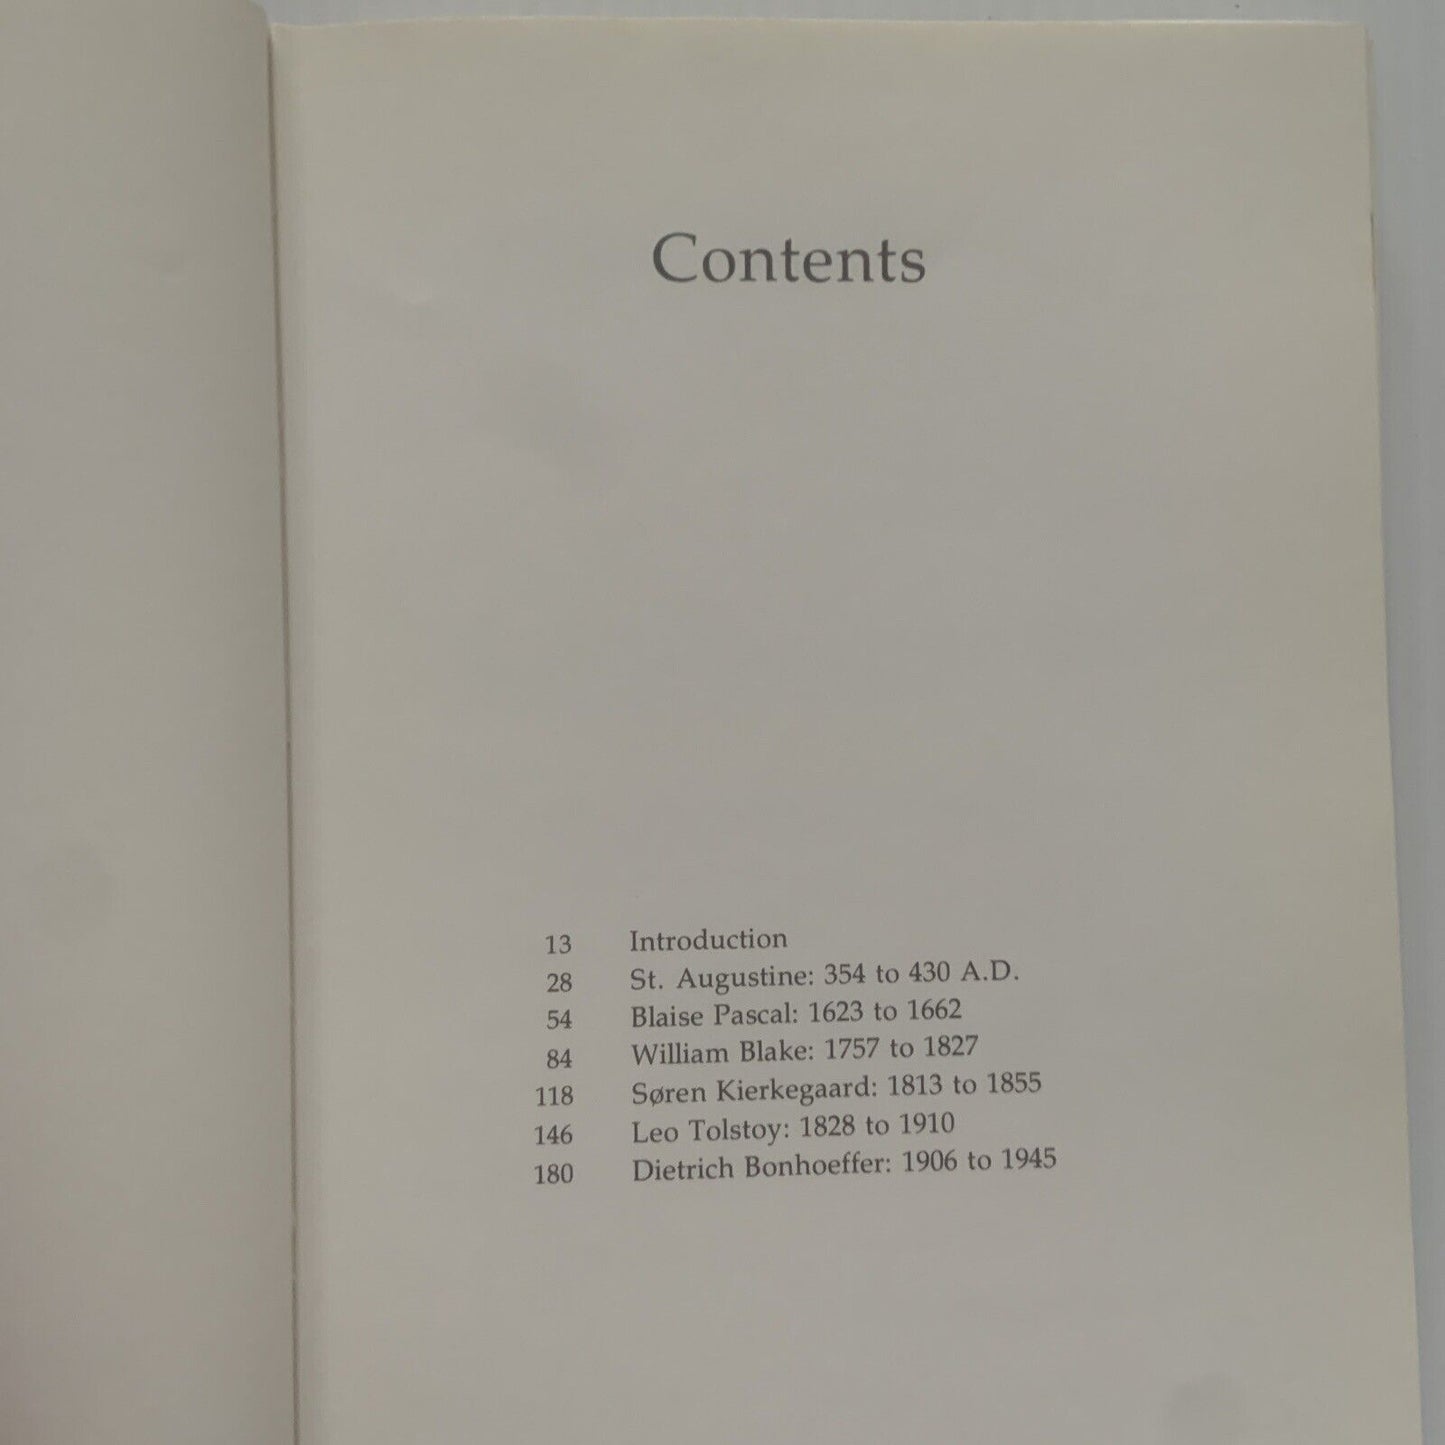 Contents
13 Introduction
28 St. Augustine: 354 to 430 A.D.
54 Blaise Pascal: 1623 to 1662
84 William Blake: 1757 to 1827
118 Søren Kierkegaard: 1813 to 1855
146 Leo Tolstoy: 1828 to 1910
180 Dietrich Bonhoeffer: 1906 to 1945